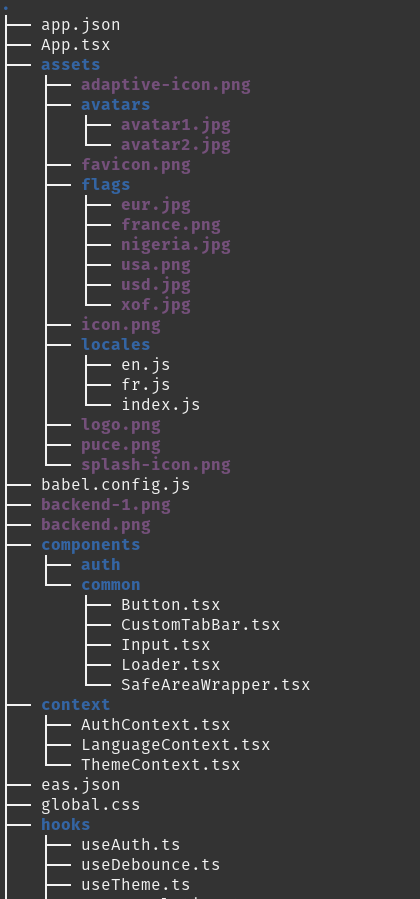 .
├── app.json
├── App.tsx
├── assets
│   ├── adaptive-icon.png
│   ├── avatars
│   │   ├── avatar1.jpg
│   │   └── avatar2.jpg
│   ├── favicon.png
│   ├── flags
│   │   ├── eur.jpg
│   │   ├── france.png
│   │   ├── nigeria.jpg
│   │   ├── usa.png
│   │   ├── usd.jpg
│   │   └── xof.jpg
│   ├── icon.png
│   ├── locales
│   │   ├── en.js
│   │   ├── fr.js
│   │   └── index.js
│   ├── logo.png
│   ├── puce.png
│   └── splash-icon.png
├── babel.config.js
├── backend-1.png
├── backend.png
├── components
│   ├── auth
│   └── common
│       ├── Button.tsx
│       ├── CustomTabBar.tsx
│       ├── Input.tsx
│       ├── Loader.tsx
│       └── SafeAreaWrapper.tsx
├── context
│   ├── AuthContext.tsx
│   ├── LanguageContext.tsx
│   └── ThemeContext.tsx
├── eas.json
├── global.css
├── hooks
│   ├── useAuth.ts
│   ├── useDebounce.ts
│   ├── useTheme.ts